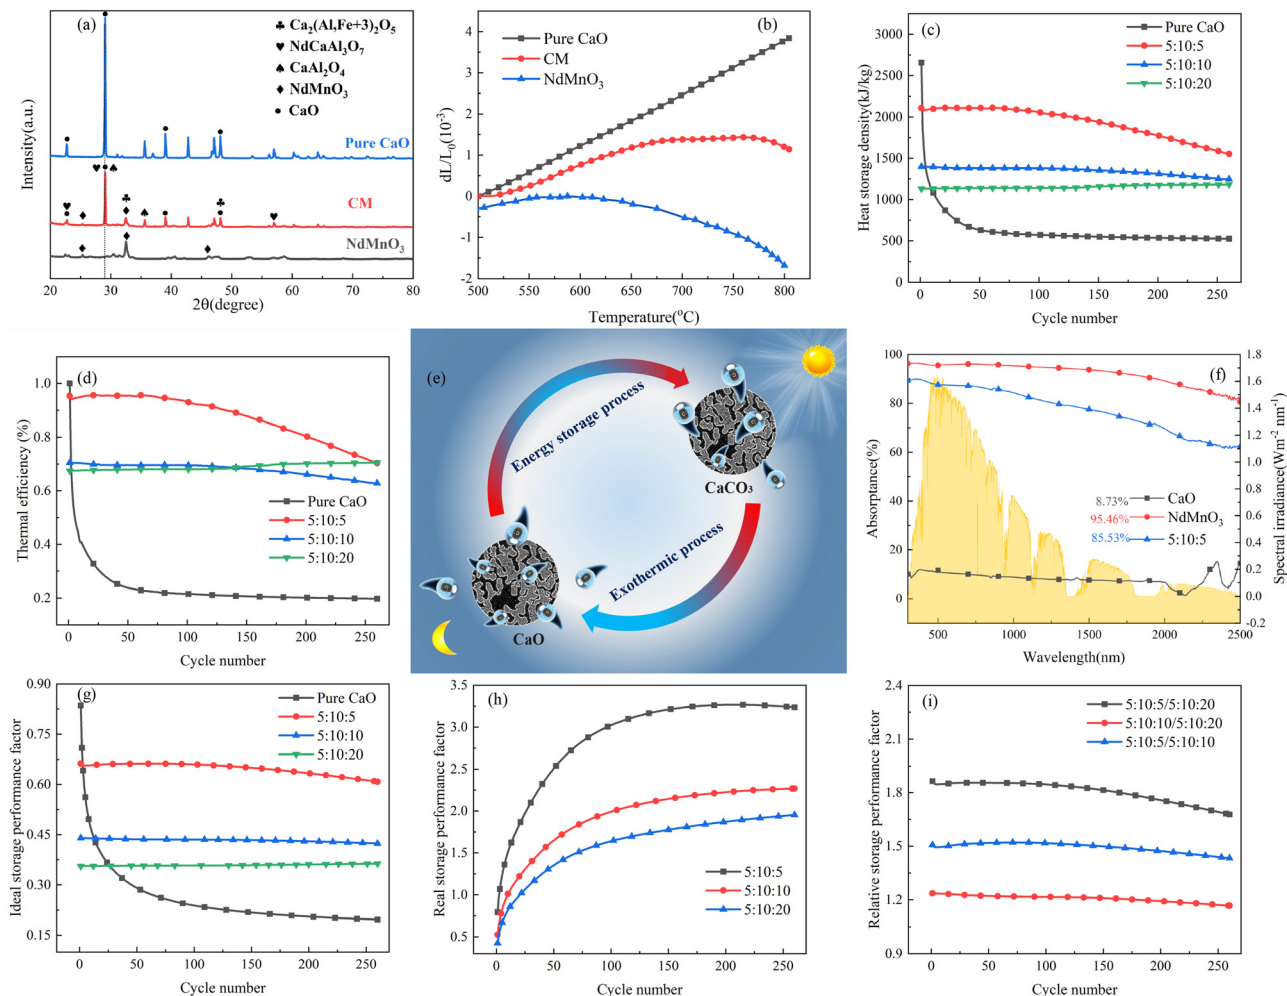 (a)
♣ Ca₂(Al,Fe+3)₂O₅
♥ NdCaAl₃O₇
♠ CaAl₂O₄
♦ NdMnO₃
● CaO
Pure CaO
CM
NdMnO₃
Intensity(a.u.)
20 30 40 50 60 70 80
2θ(degree)
(b)
Pure CaO
CM
NdMnO₃
dL/L₀(10⁻³)
4
3
2
1
0
-1
-2
500 550 600 650 700 750 800
Temperature(°C)
(c)
Pure CaO
5:10:5
5:10:10
5:10:20
Heat storage density(kJ/kg)
3000
2500
2000
1500
1000
500
0
0 50 100 150 200 250
Cycle number
(d)
Pure CaO
5:10:5
5:10:10
5:10:20
Thermal efficiency (%)
1.0
0.8
0.6
0.4
0.2
0 50 100 150 200 250
Cycle number
(e)
Energy storage process
CaCO₃
Exothermic process
CaO
(f)
Absorptance(%)
100
90
80
70
60
50
40
30
20
10
0
8.73% CaO
95.46% NdMnO₃
85.53% 5:10:5
1.8
1.6
1.4
1.2
1.0
0.8
0.6
0.4
0.2
0.0
-0.2
Spectral irradiance(Wm⁻² nm⁻¹)
500 1000 1500 2000 2500
Wavelength(nm)
(g)
Pure CaO
5:10:5
5:10:10
5:10:20
Ideal storage performance factor
0.90
0.75
0.60
0.45
0.30
0.15
0 50 100 150 200 250
Cycle number
(h)
Real storage performance factor
3.5
3.0
2.5
2.0
1.5
1.0
0.5
5:10:5
5:10:10
5:10:20
0 50 100 150 200 250
Cycle number
(i)
5:10:5/5:10:20
5:10:10/5:10:20
5:10:5/5:10:10
Relative storage performance factor
2.1
1.8
1.5
1.2
0.9
0 50 100 150 200 250
Cycle number